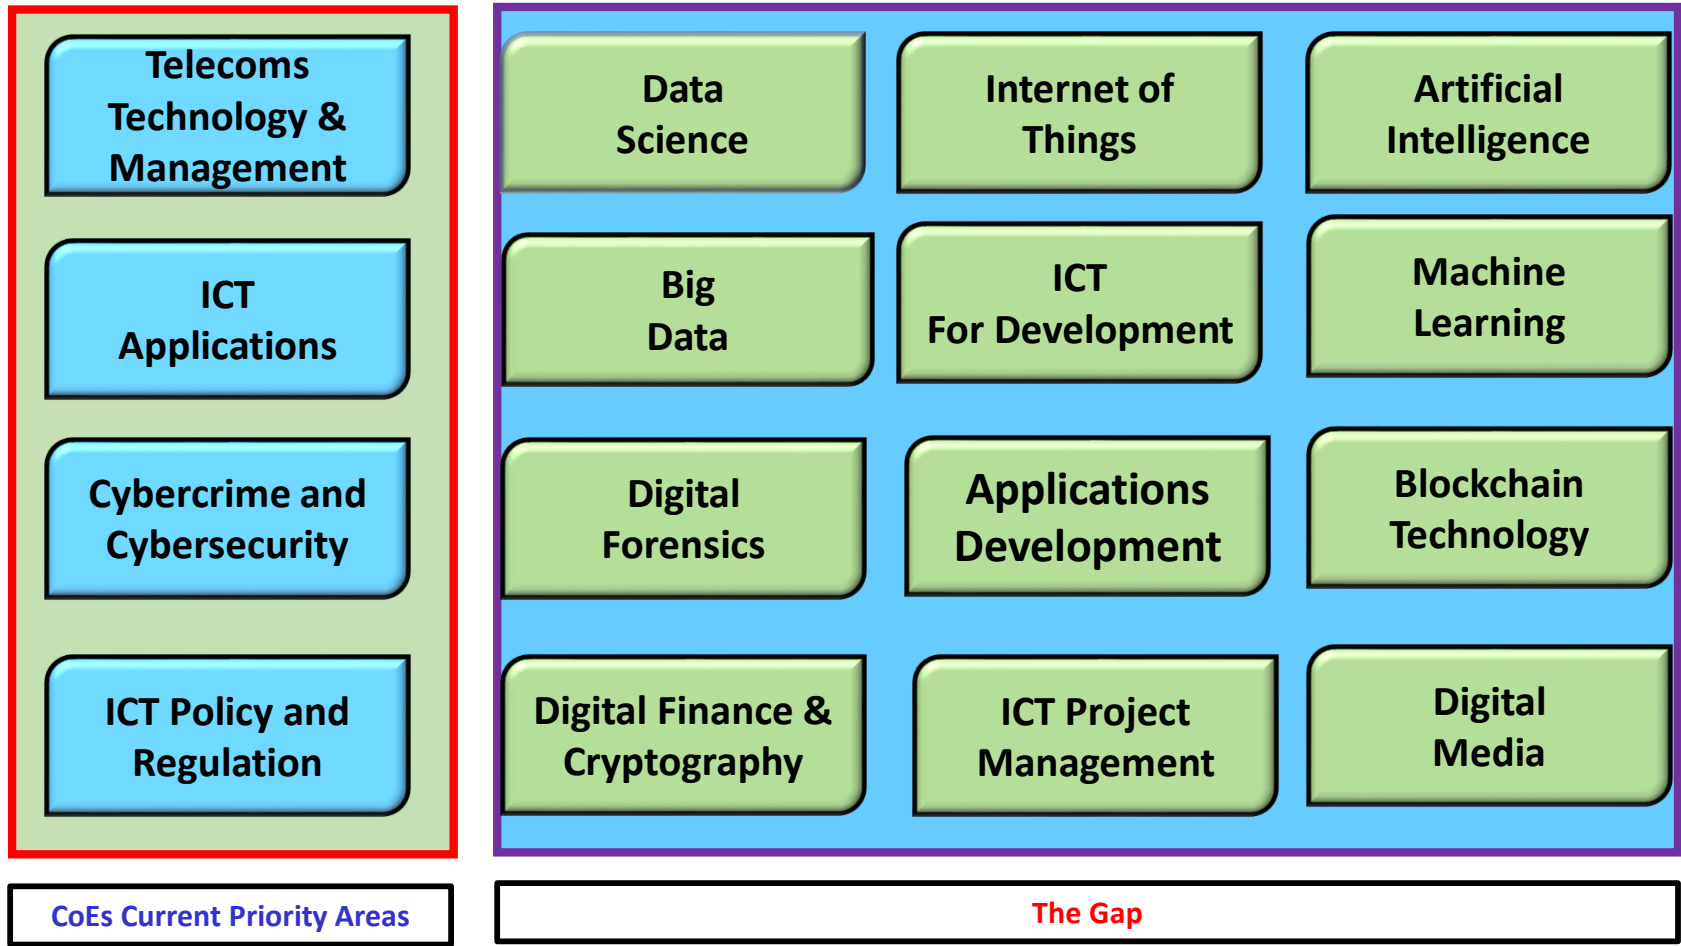 Telecoms
Technology &
Management
ICT
Applications
Cybercrime and
Cybersecurity
ICT Policy and
Regulation
CoEs Current Priority Areas
Data
Science
Internet of
Things
Artificial
Intelligence
Big
Data
ICT
For Development
Machine
Learning
Digital
Forensics
Applications
Development
Blockchain
Technology
Digital Finance &
Cryptography
ICT Project
Management
Digital
Media
The Gap